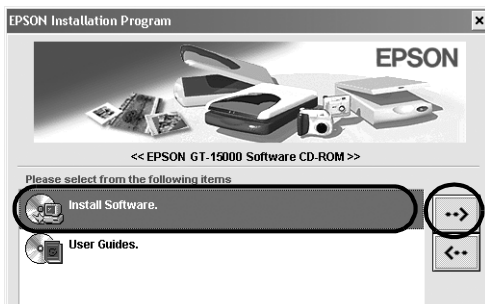 EPSON Installation Program
EPSON
<< EPSON GT-15000 Software CD-ROM >>
Please select from the following items
Install Software.
User Guides.